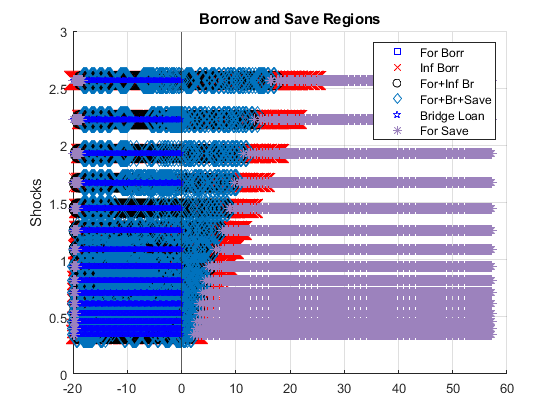 Borrow and Save Regions
3
2.5
2
1.5
1
0.5
0
Shocks
-20
-10
0
10
20
30
40
50
60
For Borr
Inf Borr
For+Inf Br
For+Br+Save
Bridge Loan
For Save